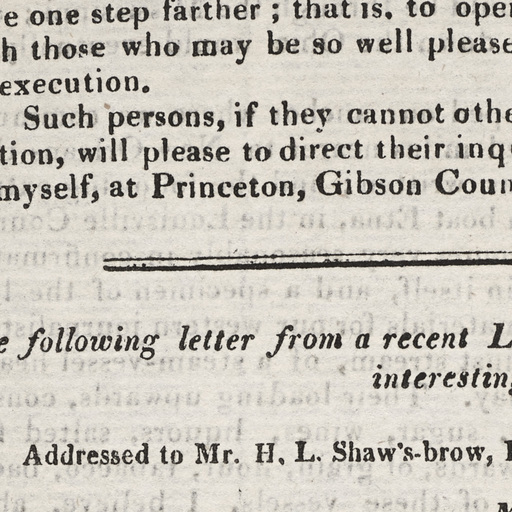 e one step farther ; that is, to open
h those who may be so well please
execution.
Such persons, if they cannot othe
tion, will please to direct their inq
myself, at Princeton, Gibson Coun
e following letter from a recent L
interesting
Addressed to Mr. H. L. Shaw's-brow,